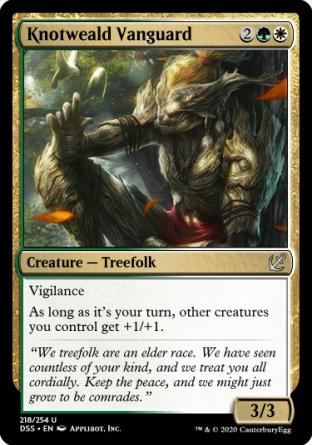 Knotweald Vanguard 2
Creature — Treefolk
Vigilance
As long as it's your turn, other creatures
you control get +1/+1.
"We treefolk are an elder race. We have seen
countless of your kind, and we treat you all
cordially. Keep the peace, and we might just
grow to be comrades."
3/3
218/254 U
DSS • EN Applibot, Inc.
™ & © 2020 CanterburyEgg